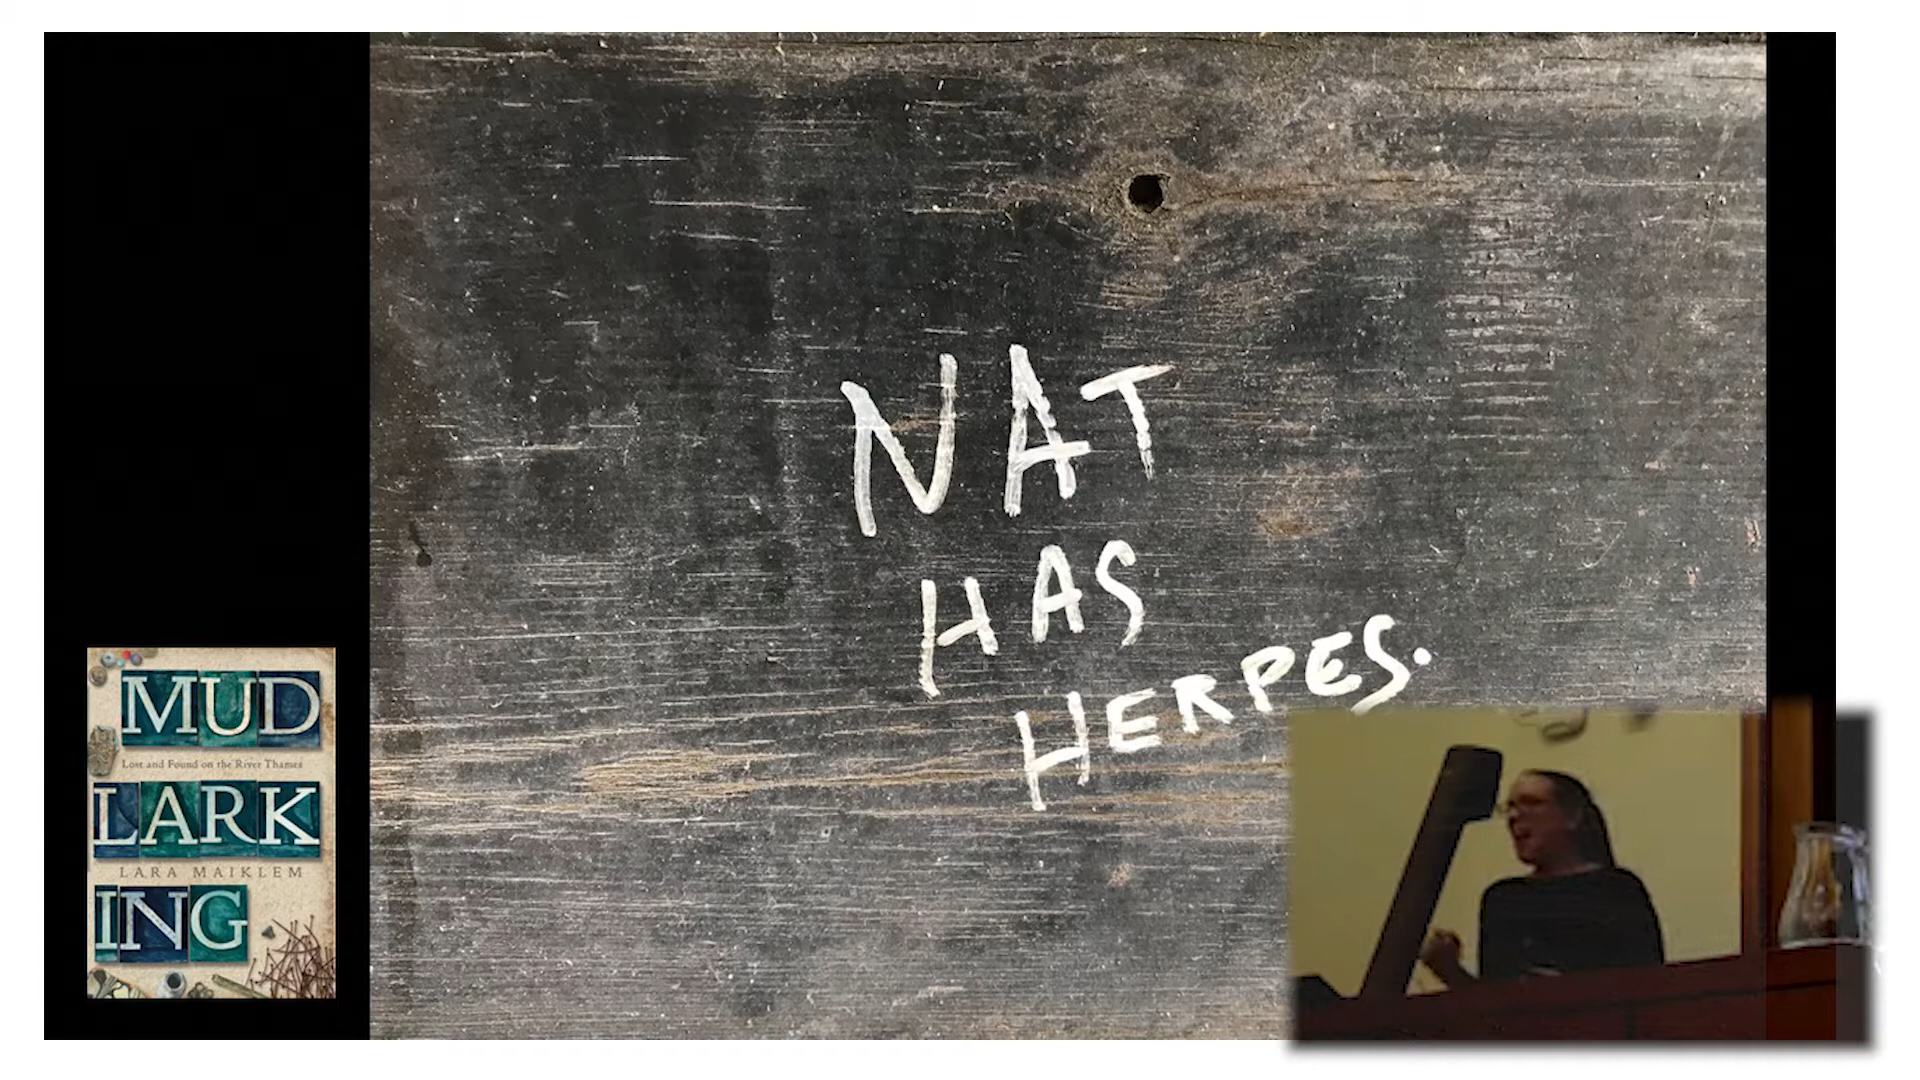 NAT
HAS
HERPES.
MUD
Lost and Found on the River Thames
LARK
LARA MAIKLEM
ING